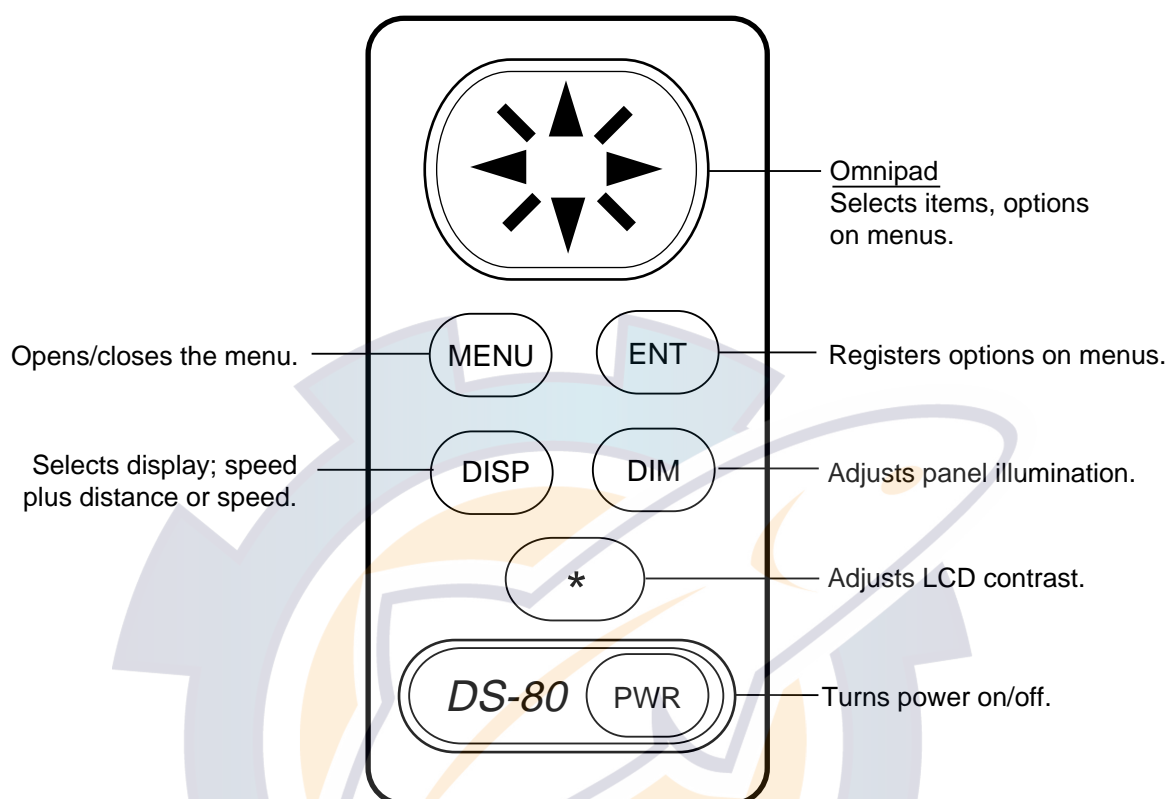 Omnipad
Selects items, options
on menus.
MENU
ENT
Opens/closes the menu.
Registers options on menus.
DISP
DIM
Selects display; speed
plus distance or speed.
Adjusts panel illumination.
*
Adjusts LCD contrast.
DS-80
PWR
Turns power on/off.